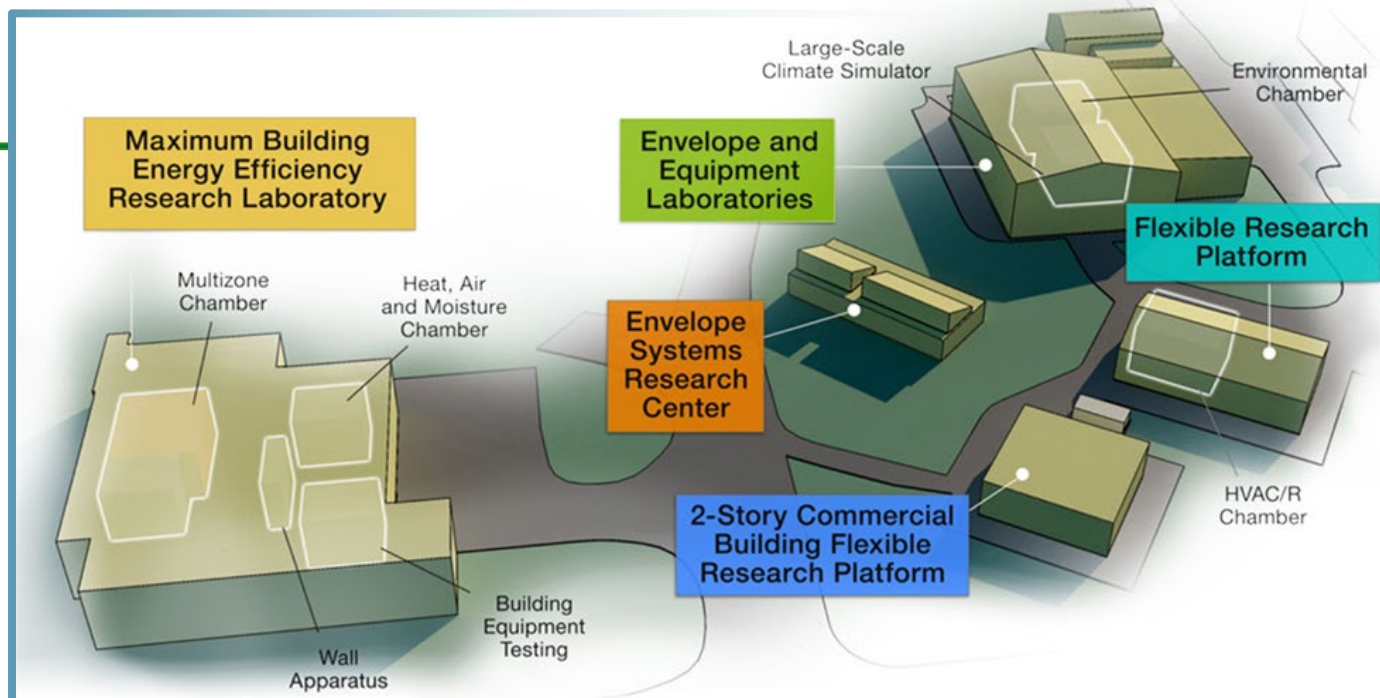 Large-Scale
Climate Simulator
Environmental
Chamber
Maximum Building
Energy Efficiency
Research Laboratory
Envelope and
Equipment
Laboratories
Flexible Research
Platform
Multizone
Chamber
Heat, Air
and Moisture
Chamber
Envelope
Systems
Research
Center
2-Story Commercial
Building Flexible
Research Platform
HVAC/R
Chamber
Building
Equipment
Testing
Wall
Apparatus